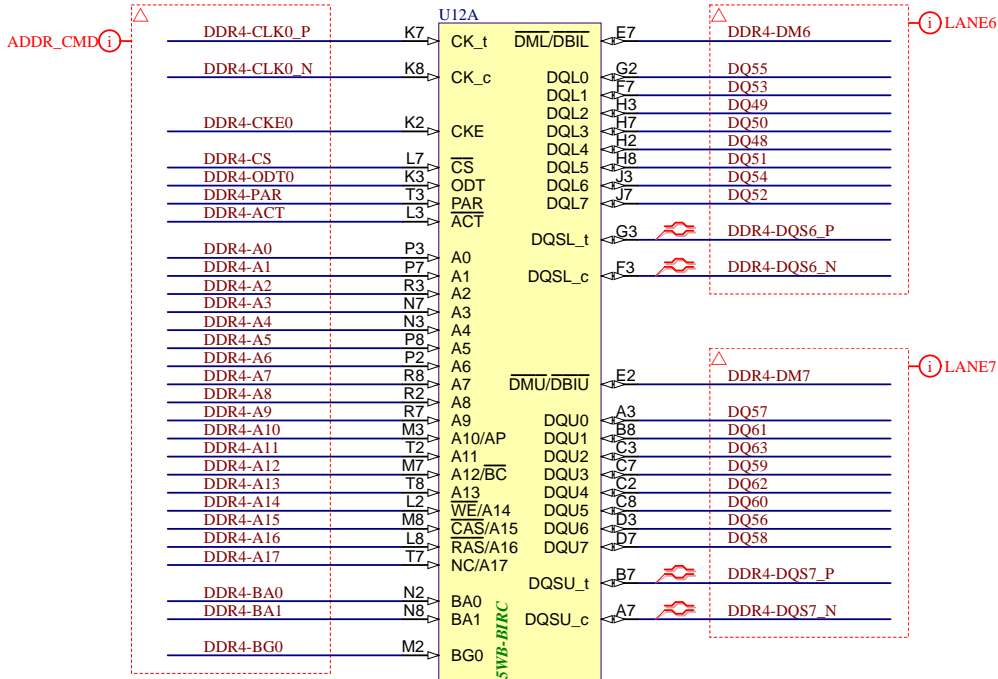 U12A
ADDR_CMD i
i LANE6
DDR4-CLK0_P K7 CK_t DML/DBIL E7 DDR4-DM6
DDR4-CLK0_N K8 CK_c DQL0 G2 DQ55
DQL1 F7 DQ53
DQL2 H3 DQ49
DDR4-CKE0 K2 CKE DQL3 H7 DQ50
DQL4 H2 DQ48
DDR4-CS L7 CS DQL5 H8 DQ51
DDR4-ODT0 K3 ODT DQL6 J3 DQ54
DDR4-PAR T3 PAR DQL7 J7 DQ52
DDR4-ACT L3 ACT
DQSL_t G3 DDR4-DQS6_P
DDR4-A0 P3 A0
DDR4-A1 P7 A1 DQSL_c F3 DDR4-DQS6_N
DDR4-A2 R3 A2
DDR4-A3 N7 A3
DDR4-A4 N3 A4
DDR4-A5 P8 A5
DDR4-A6 P2 A6
i LANE7
DDR4-A7 R8 A7 DMU/DBIU E2 DDR4-DM7
DDR4-A8 R2 A8
DDR4-A9 R7 A9 DQU0 A3 DQ57
DDR4-A10 M3 A10/AP DQU1 B8 DQ61
DDR4-A11 T2 A11 DQU2 C3 DQ63
DDR4-A12 M7 A12/BC DQU3 C7 DQ59
DDR4-A13 T8 A13 DQU4 C2 DQ62
DDR4-A14 L2 WE/A14 DQU5 C8 DQ60
DDR4-A15 M8 CAS/A15 DQU6 D3 DQ56
DDR4-A16 L8 RAS/A16 DQU7 D7 DQ58
DDR4-A17 T7 NC/A17
DQSU_t B7 DDR4-DQS7_P
DDR4-BA0 N2 BA0
DDR4-BA1 N8 BA1 DQSU_c A7 DDR4-DQS7_N
DDR4-BG0 M2 BG0
5WB-BIRC